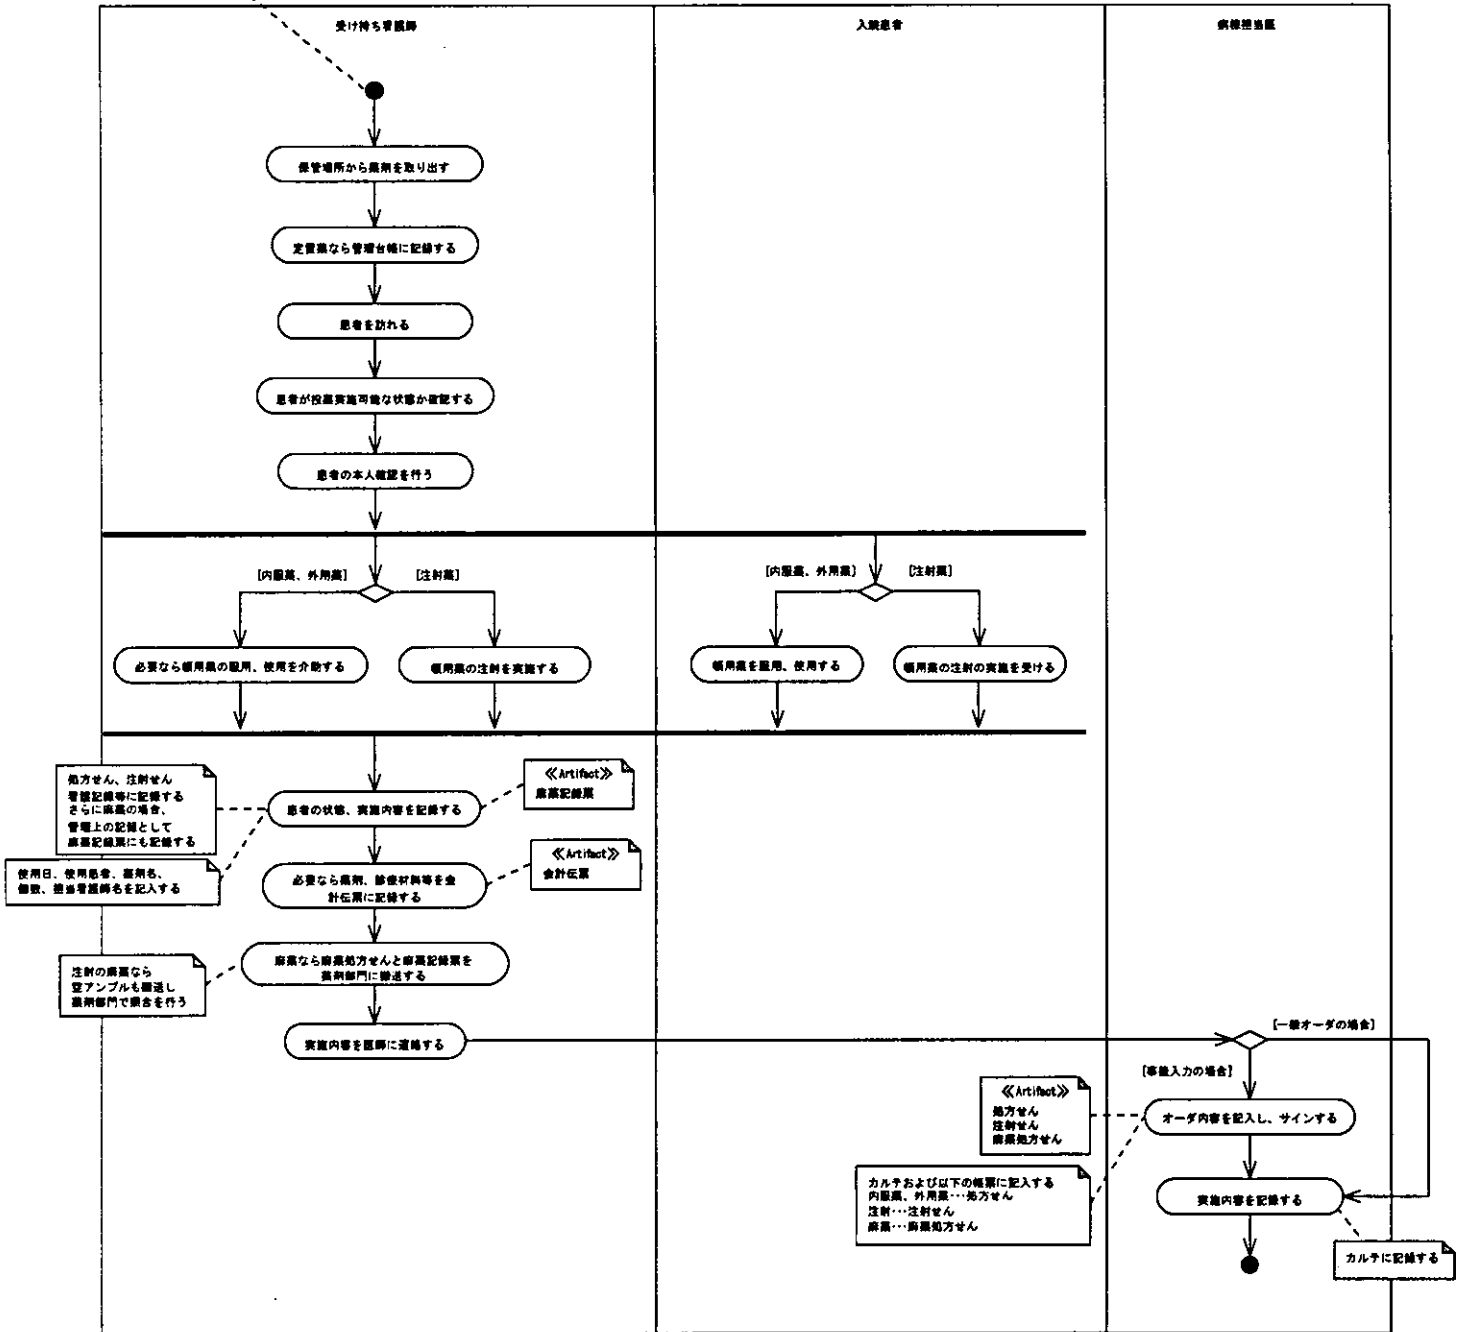 受け持ち看護師
入院患者
病棟担当医
保管場所から薬剤を取り出す
定置薬なら管理台帳に記録する
患者を訪れる
患者が投薬実施可能な状態か確認する
患者の本人確認を行う
[内服薬、外用薬]
[注射薬]
[内服薬、外用薬]
[注射薬]
必要なら頓用薬の服用、使用を介助する
頓用薬の注射を実施する
頓用薬を服用、使用する
頓用薬の注射の実施を受ける
処方せん、注射せん
看護記録等に記録する
さらに麻薬の場合、
管理上の記録として
麻薬記録票にも記録する
患者の状態、実施内容を記録する
≪Artifact≫
麻薬記録票
使用日、使用患者、薬剤名、
個数、担当看護師名を記入する
必要なら薬剤、診療材料等を会
計伝票に記録する
≪Artifact≫
会計伝票
注射の麻薬なら
空アンプルも搬送し
薬剤部門で照合を行う
麻薬なら麻薬処方せんと麻薬記録票を
薬剤部門に搬送する
実施内容を医師に連絡する
[一般オーダの場合]
[事後入力の場合]
≪Artifact≫
処方せん
注射せん
麻薬処方せん
オーダ内容を記入し、サインする
カルテおよび以下の帳票に記入する
内服薬、外用薬…処方せん
注射…注射せん
麻薬…麻薬処方せん
実施内容を記録する
カルテに記録する